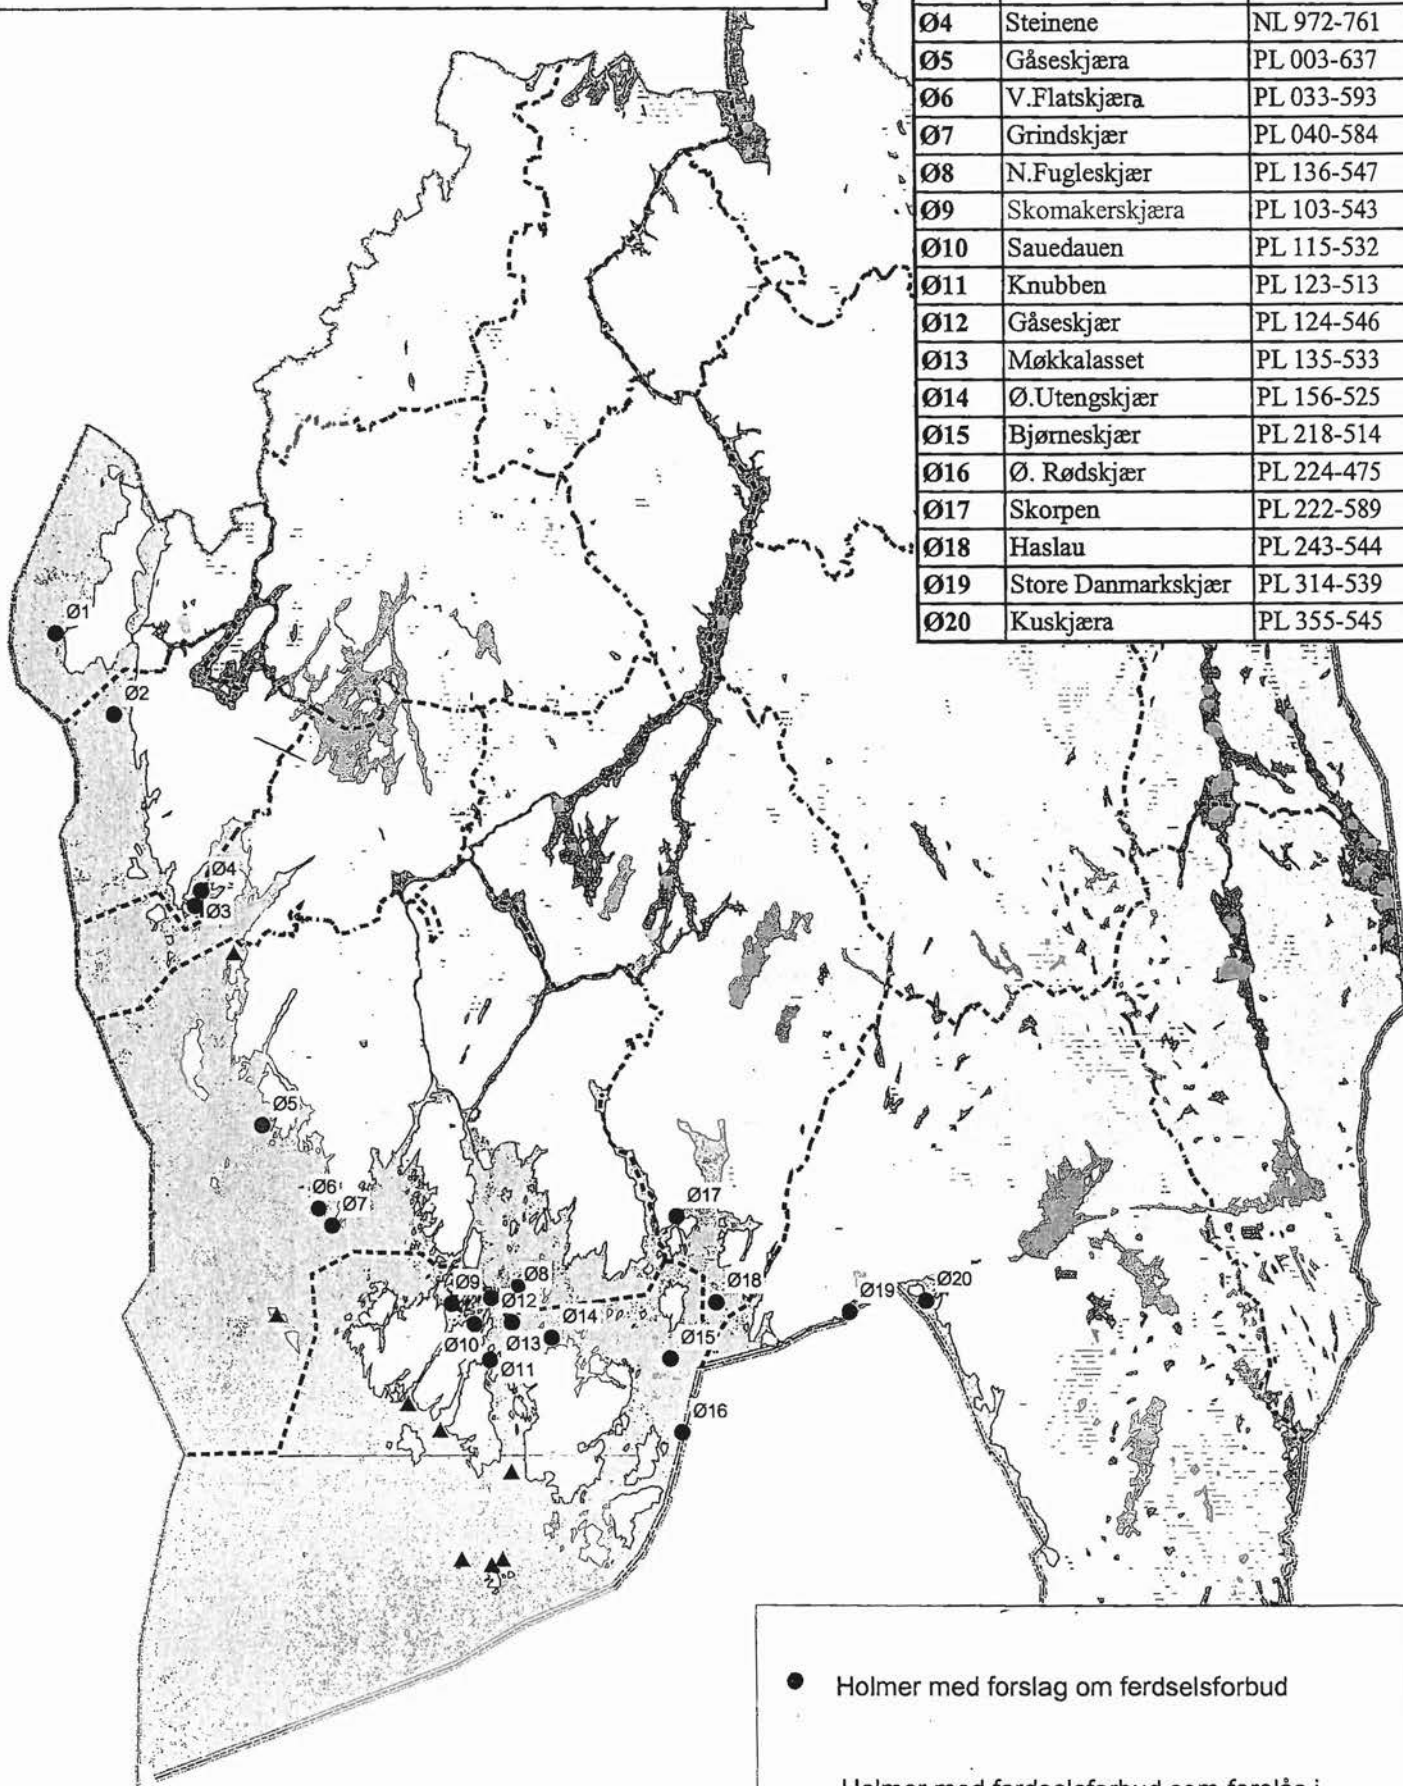 Ø4 Steinene NL 972-761
Ø5 Gåseskjæra PL 003-637
Ø6 V.Flatskjæra PL 033-593
Ø7 Grindskjær PL 040-584
Ø8 N.Fugleskjær PL 136-547
Ø9 Skomakerskjæra PL 103-543
Ø10 Sauedauen PL 115-532
Ø11 Knubben PL 123-513
Ø12 Gåseskjær PL 124-546
Ø13 Møkkalasset PL 135-533
Ø14 Ø.Utengskjær PL 156-525
Ø15 Bjørneskjær PL 218-514
Ø16 Ø. Rødskjær PL 224-475
Ø17 Skorpen PL 222-589
Ø18 Haslau PL 243-544
Ø19 Store Danmarkskjær PL 314-539
Ø20 Kuskjæra PL 355-545
Ø1
Ø2
Ø4
Ø3
Ø5
Ø6
Ø7
Ø17
Ø9
Ø8
Ø18
Ø20
Ø12
Ø14
Ø19
Ø10
Ø13
Ø15
Ø11
Ø16
Holmer med forslag om ferdselsforbud
Holmer med ferdselsforbud som foreslås i